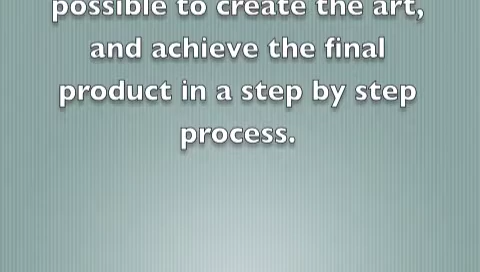 possible to create the art,
and achieve the final
product in a step by step
process.